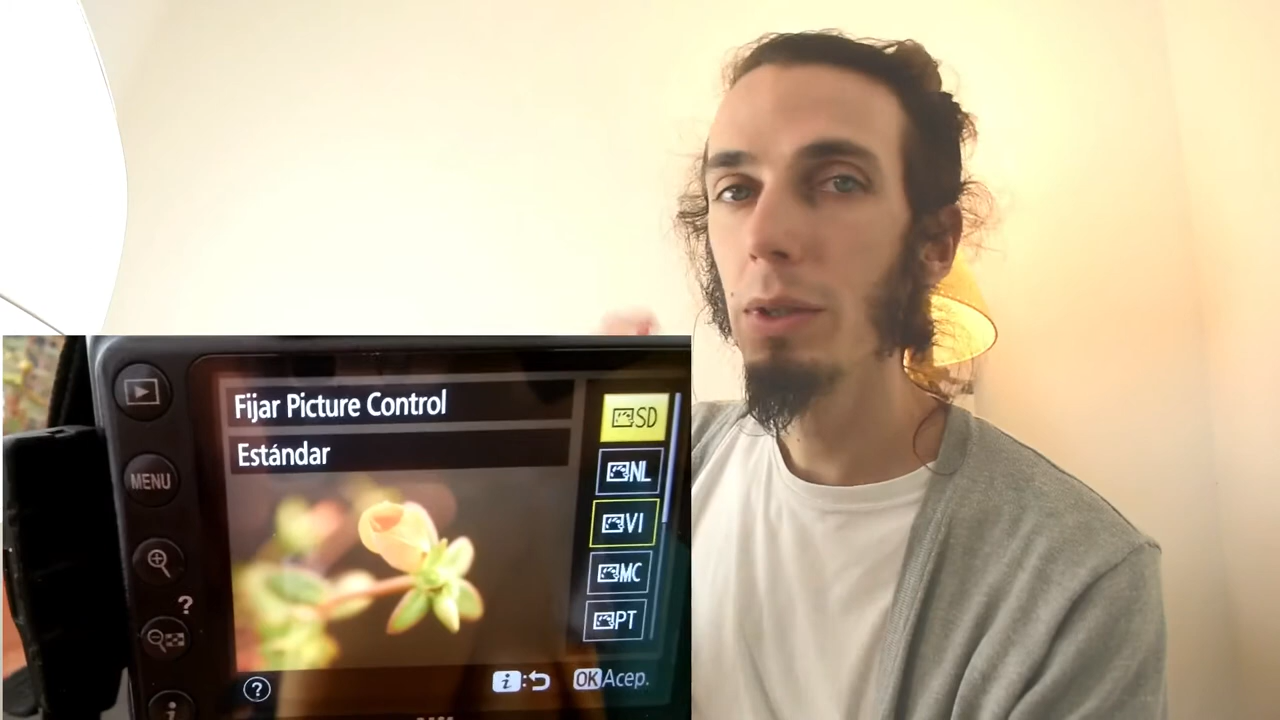 Fijar Picture Control
SD
Estándar
NL
MENU
VI
MC
?
PT
?
i
:
OK Acep.
i